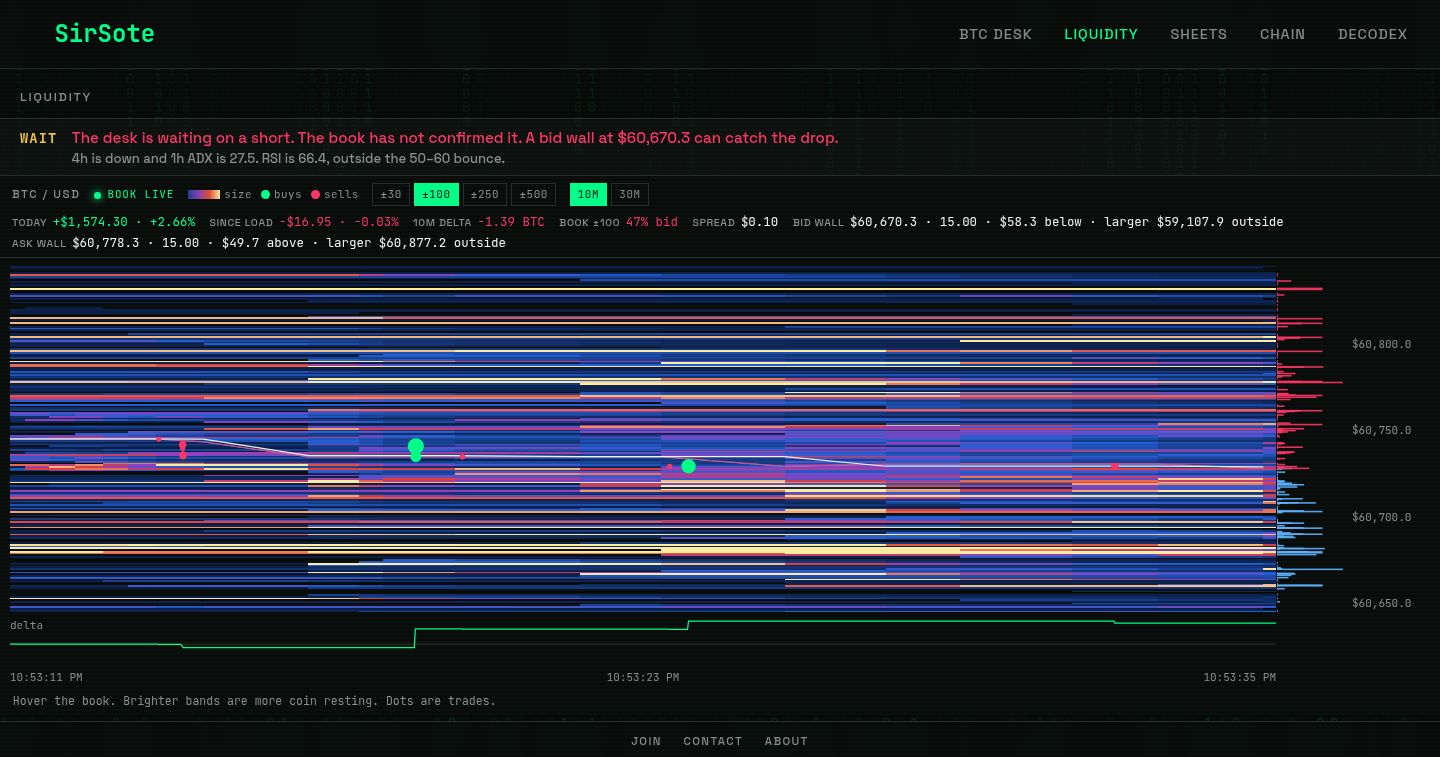 SirSote
BTC DESK LIQUIDITY SHEETS CHAIN DECODEX
LIQUIDITY
WAIT The desk is waiting on a short. The book has not confirmed it. A bid wall at $60,670.3 can catch the drop.
4h is down and 1h ADX is 27.5. RSI is 66.4, outside the 50–60 bounce.
BTC / USD BOOK LIVE size buys sells ±30 ±100 ±250 ±500 10M 30M
TODAY +$1,574.30 · +2.66% SINCE LOAD -$16.95 · -0.03% 10M DELTA -1.39 BTC BOOK ±100 47% bid SPREAD $0.10 BID WALL $60,670.3 · 15.00 · $58.3 below · larger $59,107.9 outside
ASK WALL $60,778.3 · 15.00 · $49.7 above · larger $60,877.2 outside
$60,800.0
$60,750.0
$60,700.0
$60,650.0
delta
10:53:11 PM 10:53:23 PM 10:53:35 PM
Hover the book. Brighter bands are more coin resting. Dots are trades.
JOIN CONTACT ABOUT